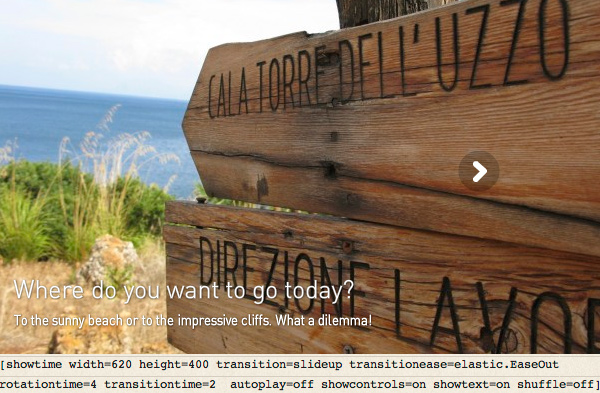 CALA TORRE DELL'UZZO
DIREZIONE LAVO
Where do you want to go today?
To the sunny beach or to the impressive cliffs. What a dilemma!
[showtime width=620 height=400 transition=slideup transitionease=elastic.EaseOut
rotationtime=4 transitiontime=2 autoplay=off showcontrols=on showtext=on shuffle=off]